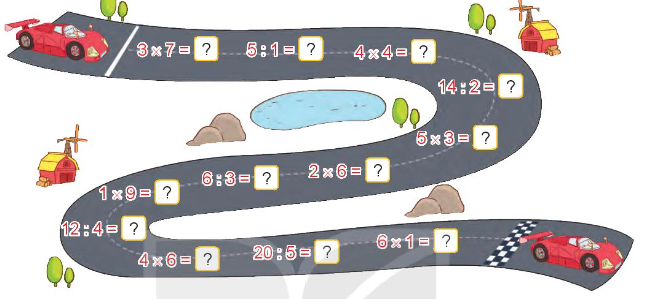 3 × 7 = ?
5 : 1 = ?
4 × 4 = ?
14 : 2 = ?
5 × 3 = ?
2 × 6 = ?
6 : 3 = ?
1 × 9 = ?
12 : 4 = ?
4 × 6 = ?
20 : 5 = ?
6 × 1 = ?